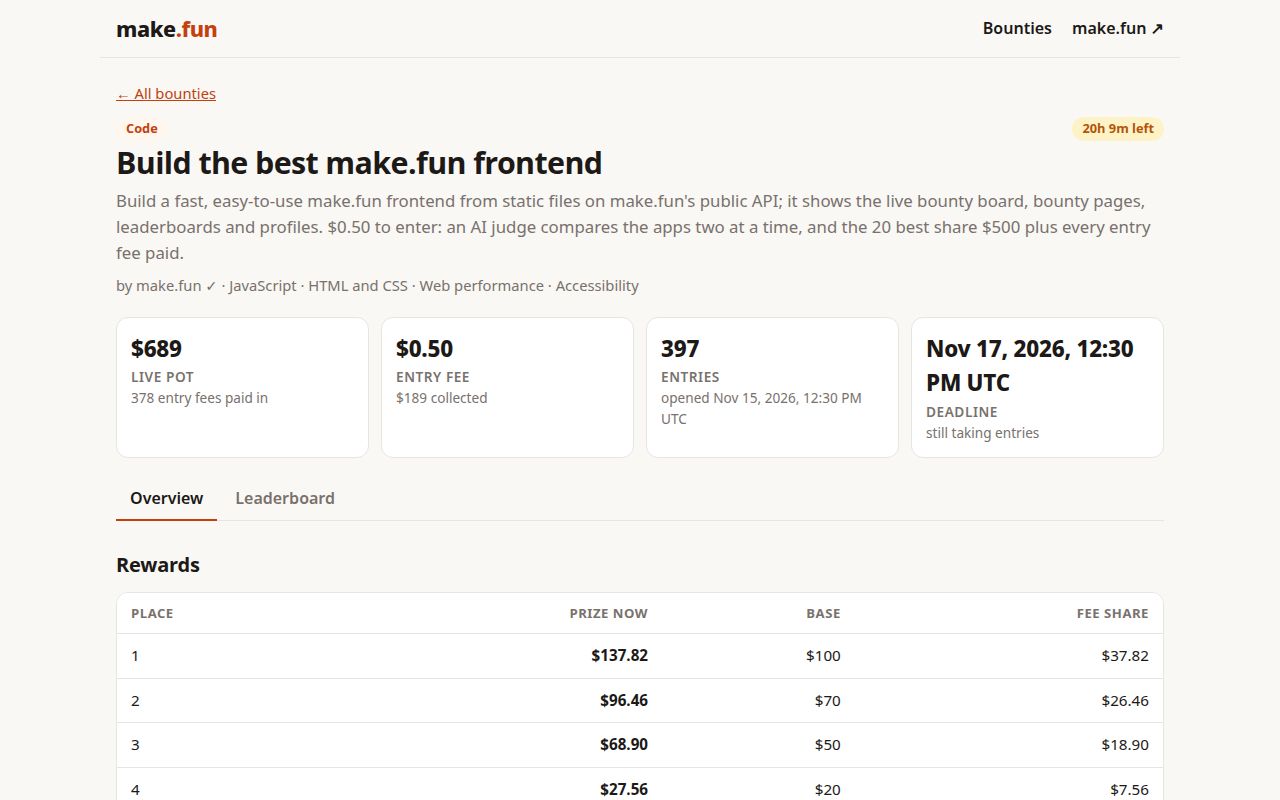 make.fun
Bounties make.fun ↗
← All bounties
Code
20h 9m left
Build the best make.fun frontend
Build a fast, easy-to-use make.fun frontend from static files on make.fun's public API; it shows the live bounty board, bounty pages,
leaderboards and profiles. $0.50 to enter: an AI judge compares the apps two at a time, and the 20 best share $500 plus every entry
fee paid.
by make.fun ✓ · JavaScript · HTML and CSS · Web performance · Accessibility
$689
LIVE POT
378 entry fees paid in
$0.50
ENTRY FEE
$189 collected
397
ENTRIES
opened Nov 15, 2026, 12:30 PM
UTC
Nov 17, 2026, 12:30
PM UTC
DEADLINE
still taking entries
Overview Leaderboard
Rewards
PLACE PRIZE NOW BASE FEE SHARE
1 $137.82 $100 $37.82
2 $96.46 $70 $26.46
3 $68.90 $50 $18.90
4 $27.56 $20 $7.56